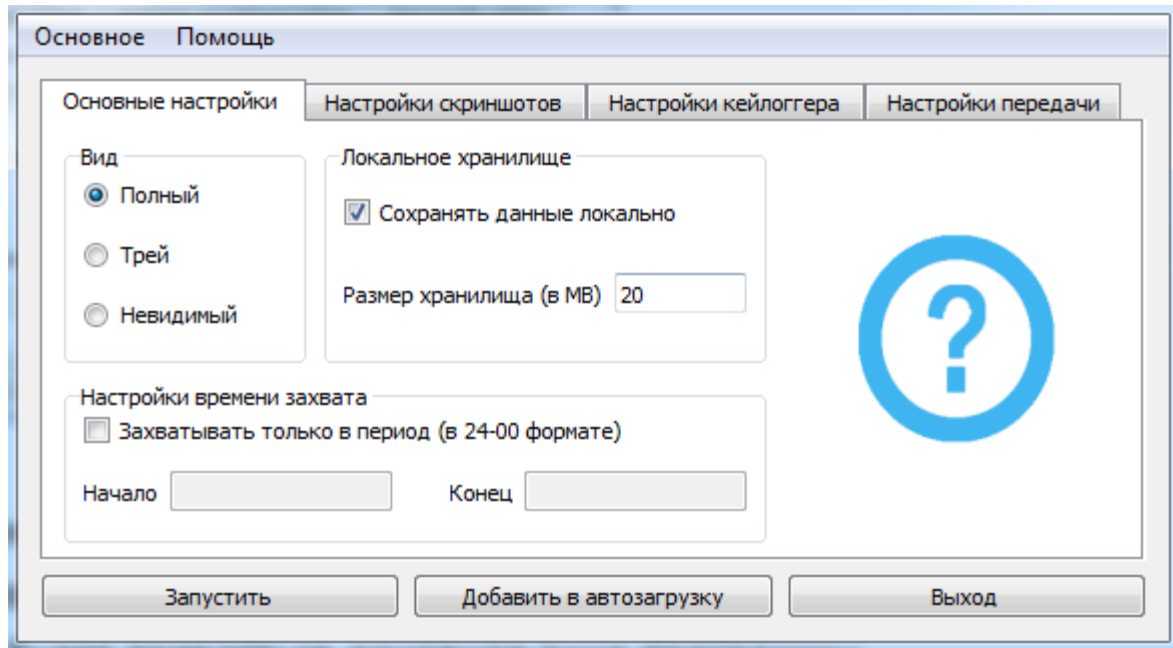 Основное Помощь
Основные настройки Настройки скриншотов Настройки кейлоггера Настройки передачи
Вид
Полный
Трей
Невидимый
Локальное хранилище
Сохранять данные локально
Размер хранилища (в МВ) 20
Настройки времени захвата
Захватывать только в период (в 24-00 формате)
Начало Конец
?
Запустить Добавить в автозагрузку Выход